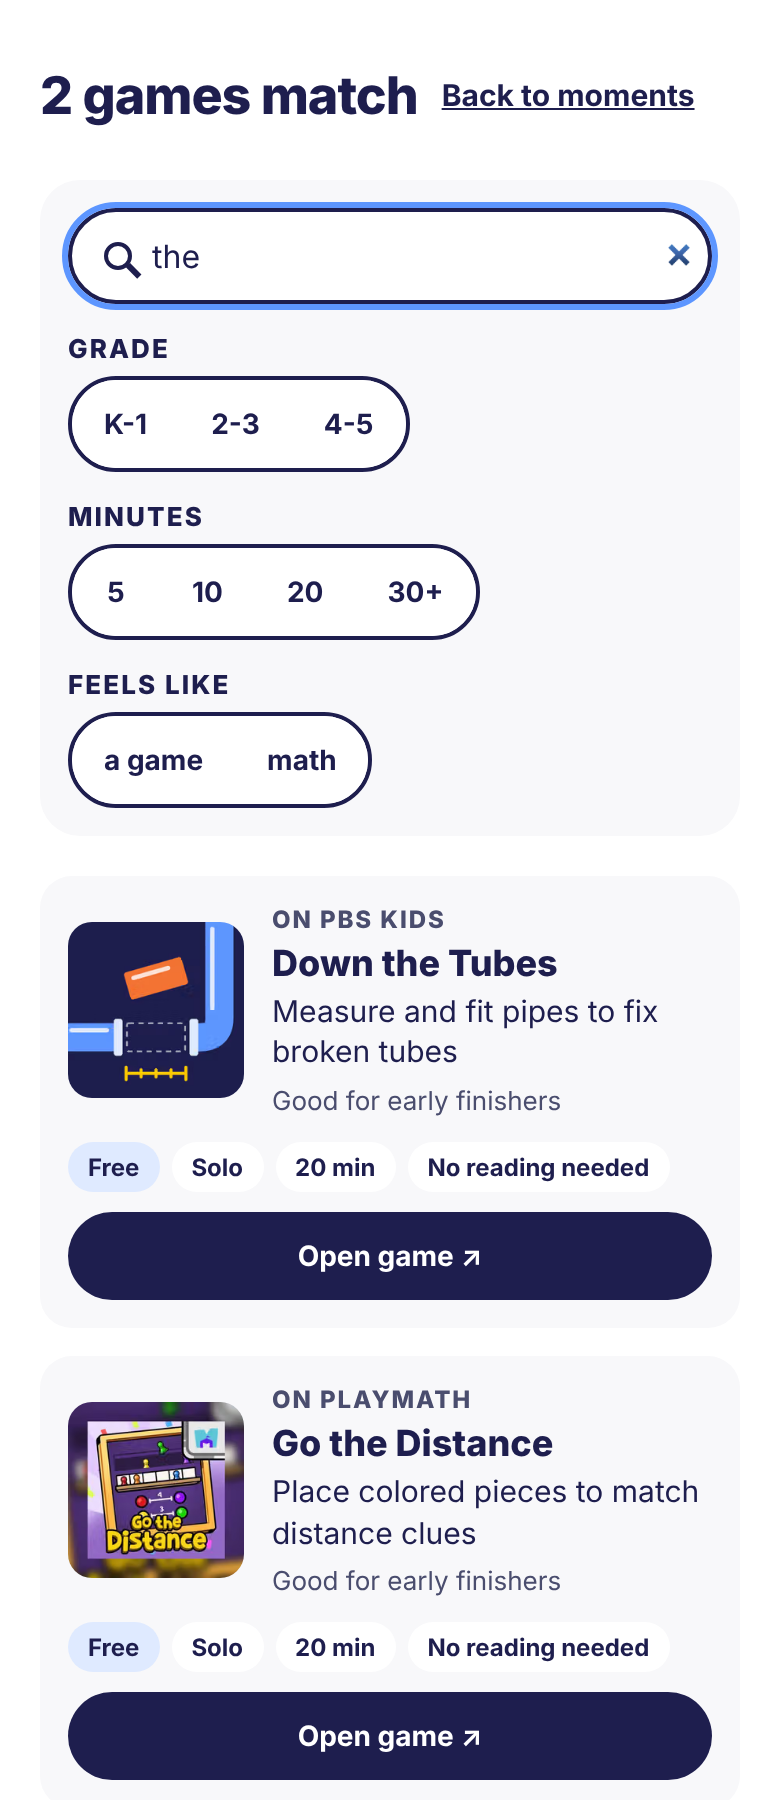 2 games match Back to moments
the ×
GRADE
K-1 2-3 4-5
MINUTES
5 10 20 30+
FEELS LIKE
a game math
ON PBS KIDS
Down the Tubes
Measure and fit pipes to fix
broken tubes
Good for early finishers
Free Solo 20 min No reading needed
Open game ↗
ON PLAYMATH
Go the Distance
Place colored pieces to match
distance clues
Good for early finishers
Go the
Distance
Free Solo 20 min No reading needed
Open game ↗